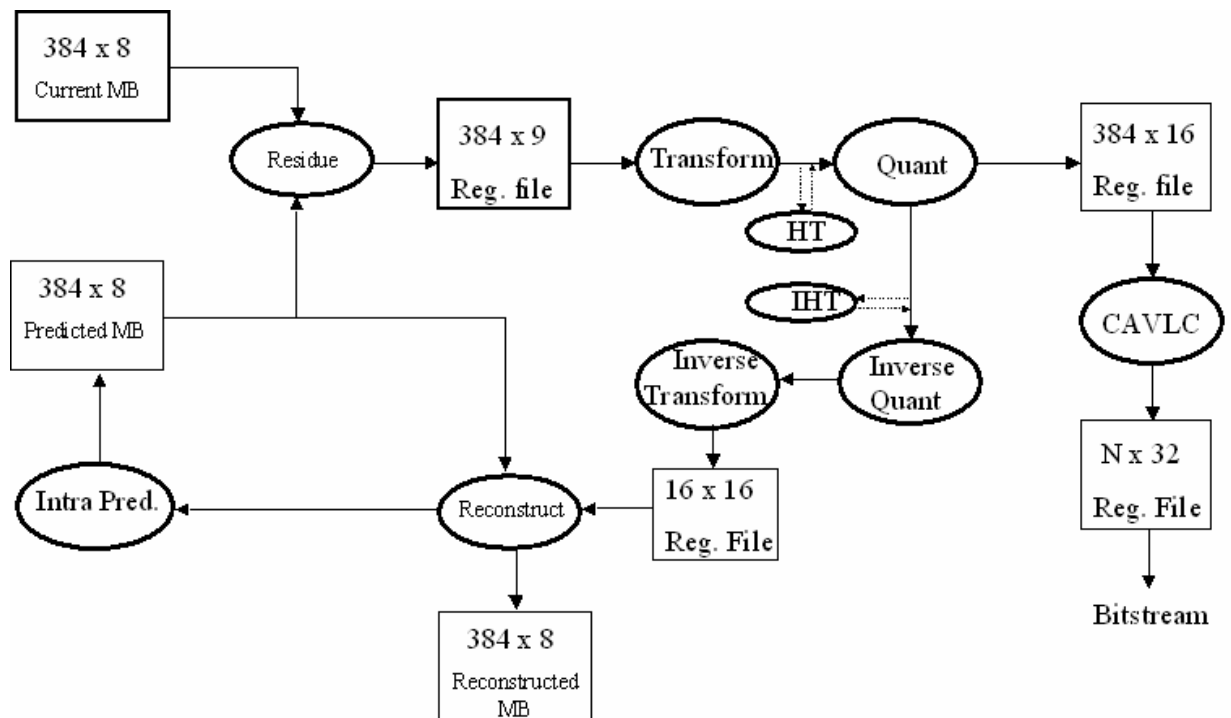 384 x 8
Current MB
Residue
384 x 9
Reg. file
Transform
Quant
384 x 16
Reg. file
HT
384 x 8
Predicted MB
IHT
CAVLC
Inverse
Transform
Inverse
Quant
N x 32
Reg. File
Intra Pred.
Reconstruct
16 x 16
Reg. File
384 x 8
Reconstructed
MB
Bitstream